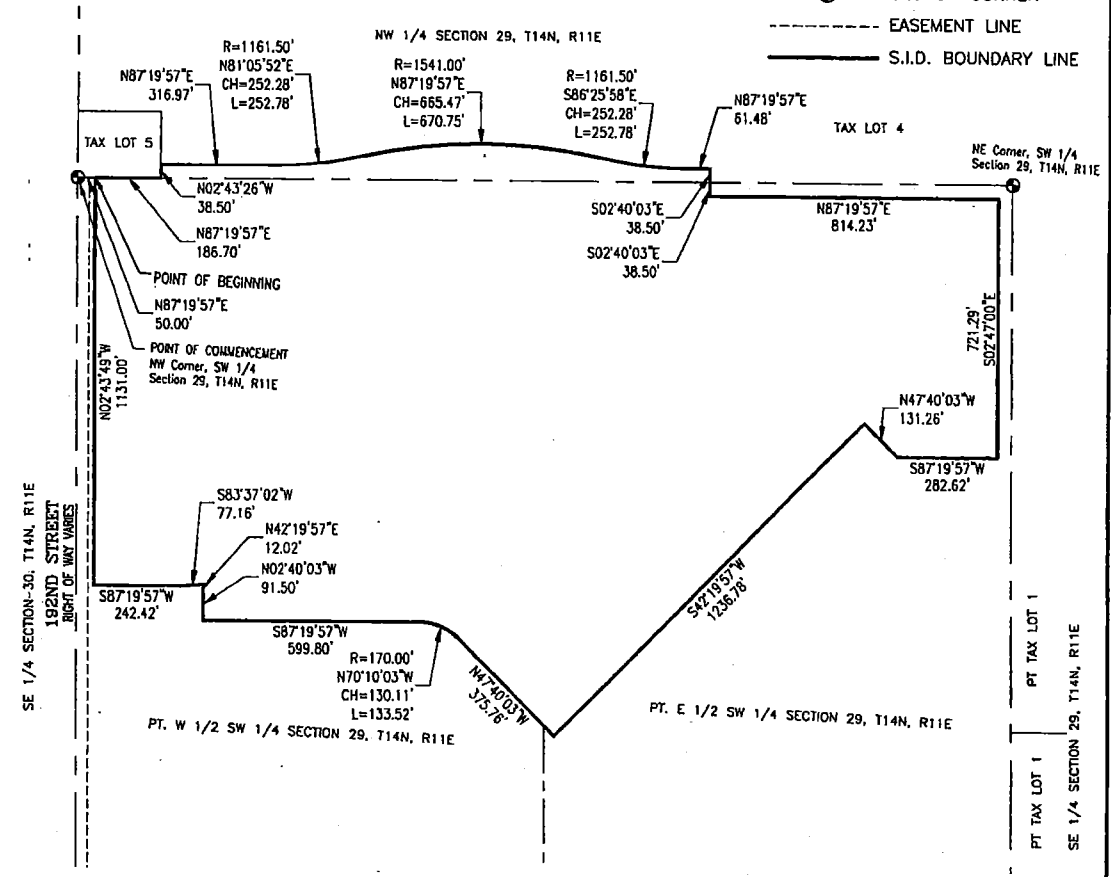 EASEMENT LINE
S.I.D. BOUNDARY LINE
NW 1/4 SECTION 29, T14N, R11E
N87°19'57"E
316.97'
R=1161.50'
N81°05'52"E
CH=252.28'
L=252.78'
R=1541.00'
N87°19'57"E
CH=665.47'
L=670.75'
R=1161.50'
S86°25'58"E
CH=252.28'
L=252.78'
N87°19'57"E
61.48'
TAX LOT 5
TAX LOT 4
NE Corner, SW 1/4
Section 29, T14N, R11E
N02°43'26"W
38.50'
N87°19'57"E
186.70'
POINT OF BEGINNING
N87°19'57"E
50.00'
POINT OF COMMENCEMENT
NW Corner, SW 1/4
Section 29, T14N, R11E
S02°40'03"E
38.50'
S02°40'03"E
38.50'
N87°19'57"E
814.23'
721.29'
S02°47'00"E
N02°43'49"W
1131.00'
N47°40'03"W
131.26'
S87°19'57"W
282.62'
S83°37'02"W
77.16'
N42°19'57"E
12.02'
N02°40'03"W
91.50'
S87°19'57"W
242.42'
S87°19'57"W
599.80'
R=170.00'
N70°10'03"W
CH=130.11'
L=133.52'
N47°40'03"W
375.76'
S42°19'57"W
1236.78'
SE 1/4 SECTION-30, T14N, R11E
192ND STREET
RIGHT OF WAY VARIES
PT. W 1/2 SW 1/4 SECTION 29, T14N, R11E
PT. E 1/2 SW 1/4 SECTION 29, T14N, R11E
PT TAX LOT 1
PT TAX LOT 1
SE 1/4 SECTION 29, T14N, R11E